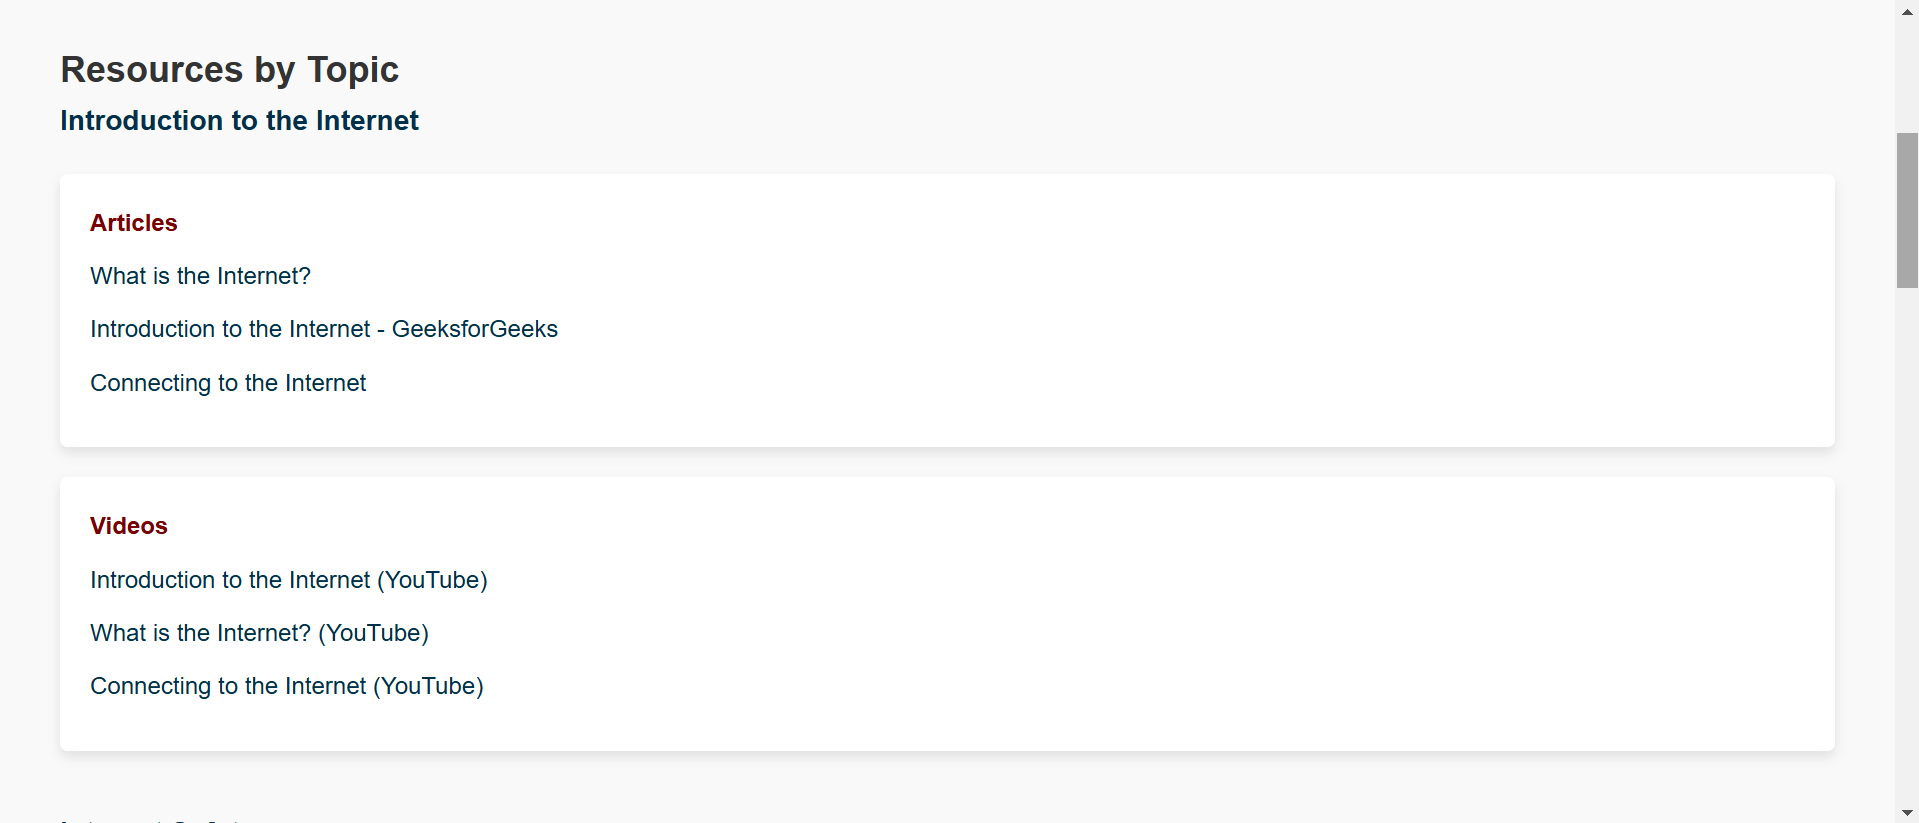 Resources by Topic
Introduction to the Internet
Articles
What is the Internet?
Introduction to the Internet - GeeksforGeeks
Connecting to the Internet
Videos
Introduction to the Internet (YouTube)
What is the Internet? (YouTube)
Connecting to the Internet (YouTube)